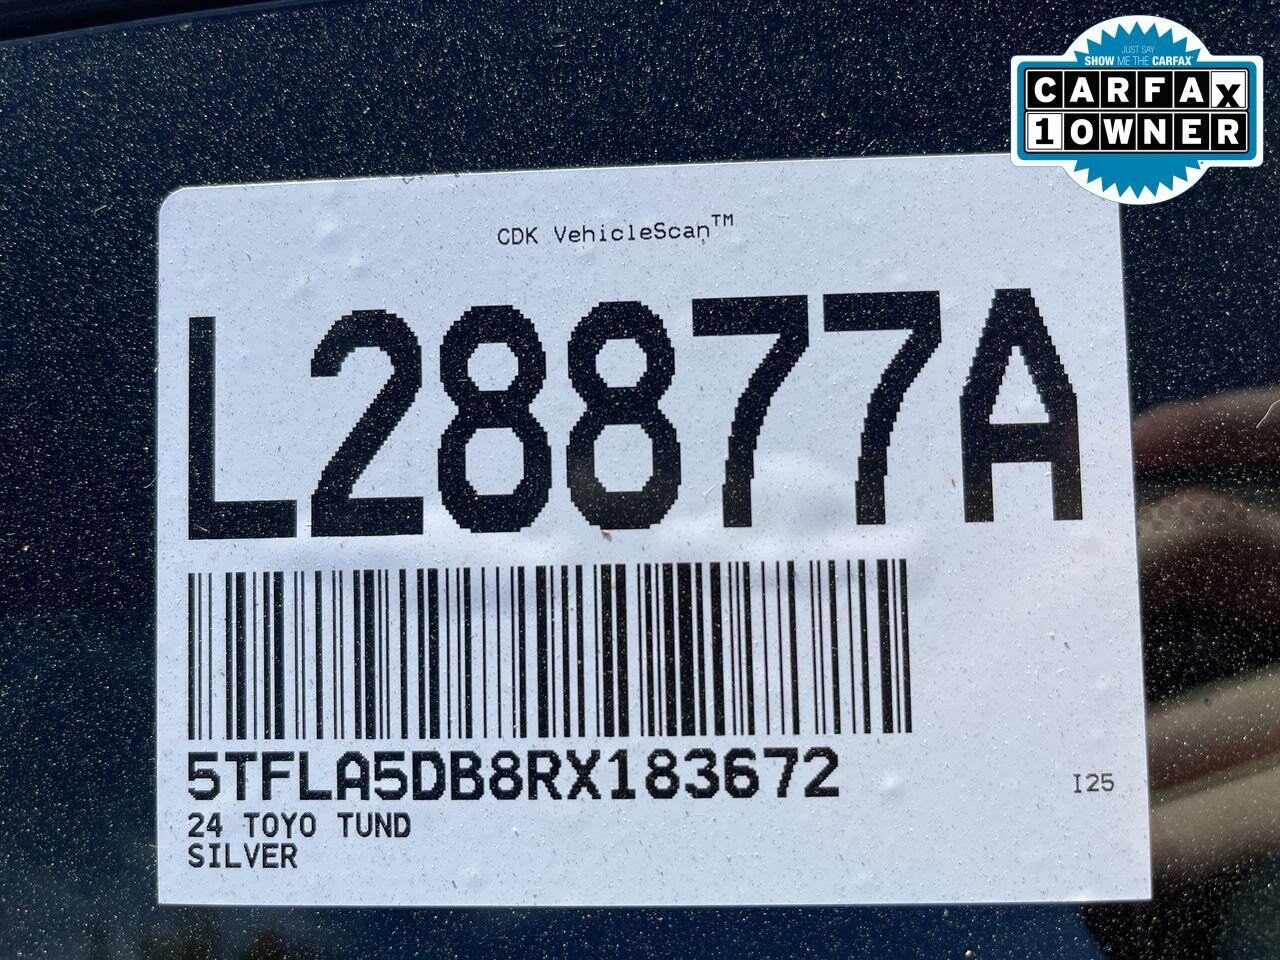 JUST SAY
SHOW ME THE CARFAX
CARFAX
1 OWNER
CDK VehicleScan™
L28877A
5TFLA5DB8RX183672
I25
24 TOYO TUND
SILVER